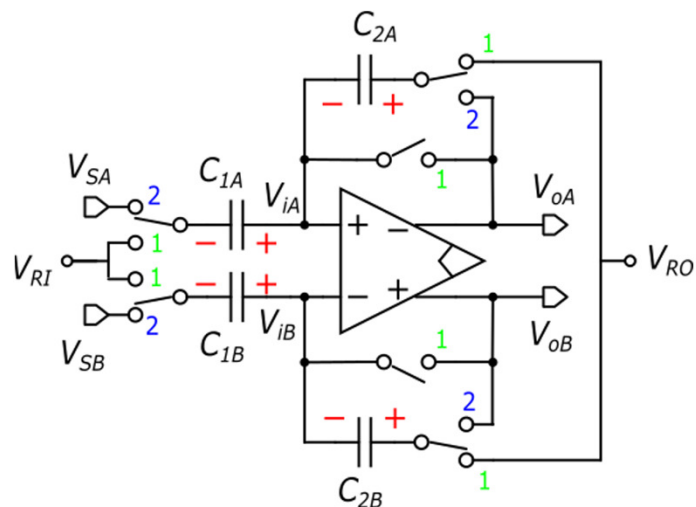 C2A
1
− +
2
VSA
C1A
2
1
ViA
VoA
− +
+ −
1
VRI
VRO
1
− +
− +
2
VSB
C1B
ViB
1
VoB
2
− +
C2B
1